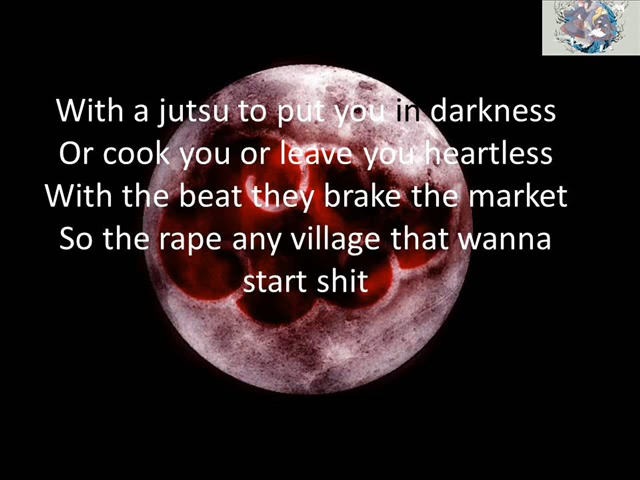 With a jutsu to put you in darkness
Or cook you or leave you heartless
With the beat they brake the market
So the rape any village that wanna
start shit